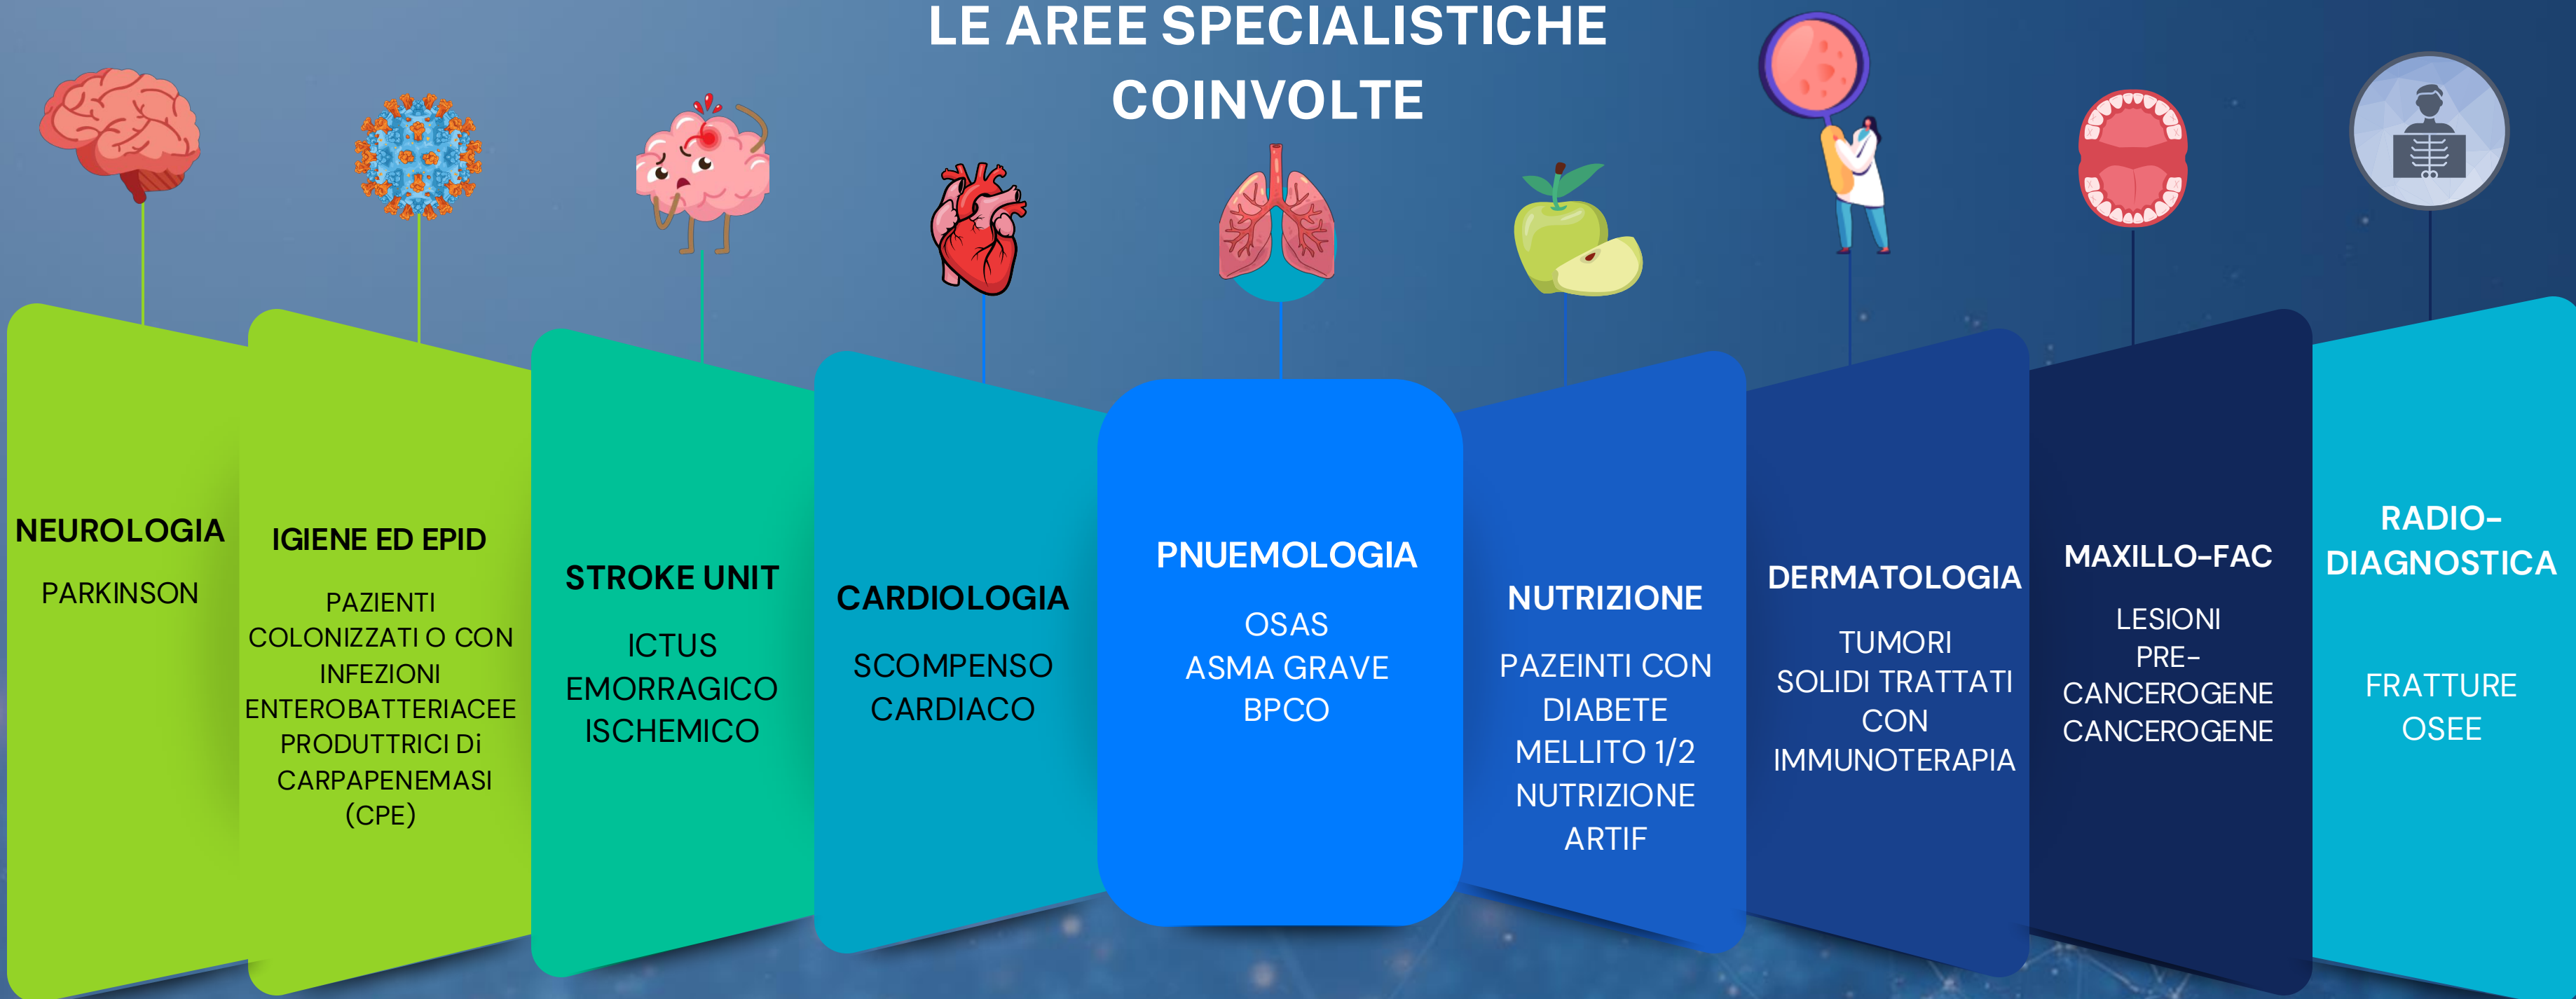 LE AREE SPECIALISTICHE
COINVOLTE
NEUROLOGIA
PARKINSON
IGIENE ED EPID
PAZIENTI
COLONIZZATI O CON
INFEZIONI
ENTEROBATTERIACEE
PRODUTTRICI Di
CARPAPENEMASI
(CPE)
STROKE UNIT
ICTUS
EMORRAGICO
ISCHEMICO
CARDIOLOGIA
SCOMPENSO
CARDIACO
PNUEMOLOGIA
OSAS
ASMA GRAVE
BPCO
NUTRIZIONE
PAZEINTI CON
DIABETE
MELLITO 1/2
NUTRIZIONE
ARTIF
DERMATOLOGIA
TUMORI
SOLIDI TRATTATI
CON
IMMUNOTERAPIA
MAXILLO-FAC
LESIONI
PRE-
CANCEROGENE
CANCEROGENE
RADIO-
DIAGNOSTICA
FRATTURE
OSEE